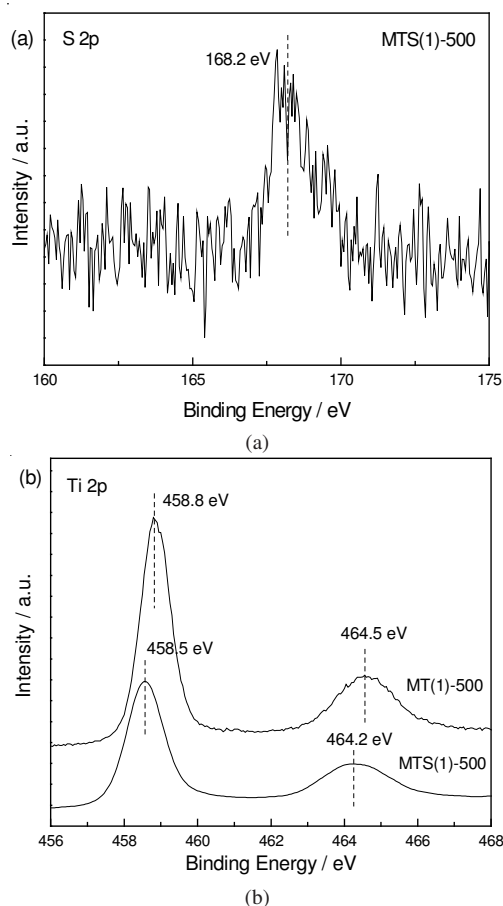 (a)
S 2p
MTS(1)-500
168.2 eV
Intensity / a.u.
160 165 170 175
Binding Energy / eV
(a)
(b)
Ti 2p
458.8 eV
458.5 eV
464.5 eV
MT(1)-500
464.2 eV
MTS(1)-500
Intensity / a.u.
456 458 460 462 464 466 468
Binding Energy / eV
(b)